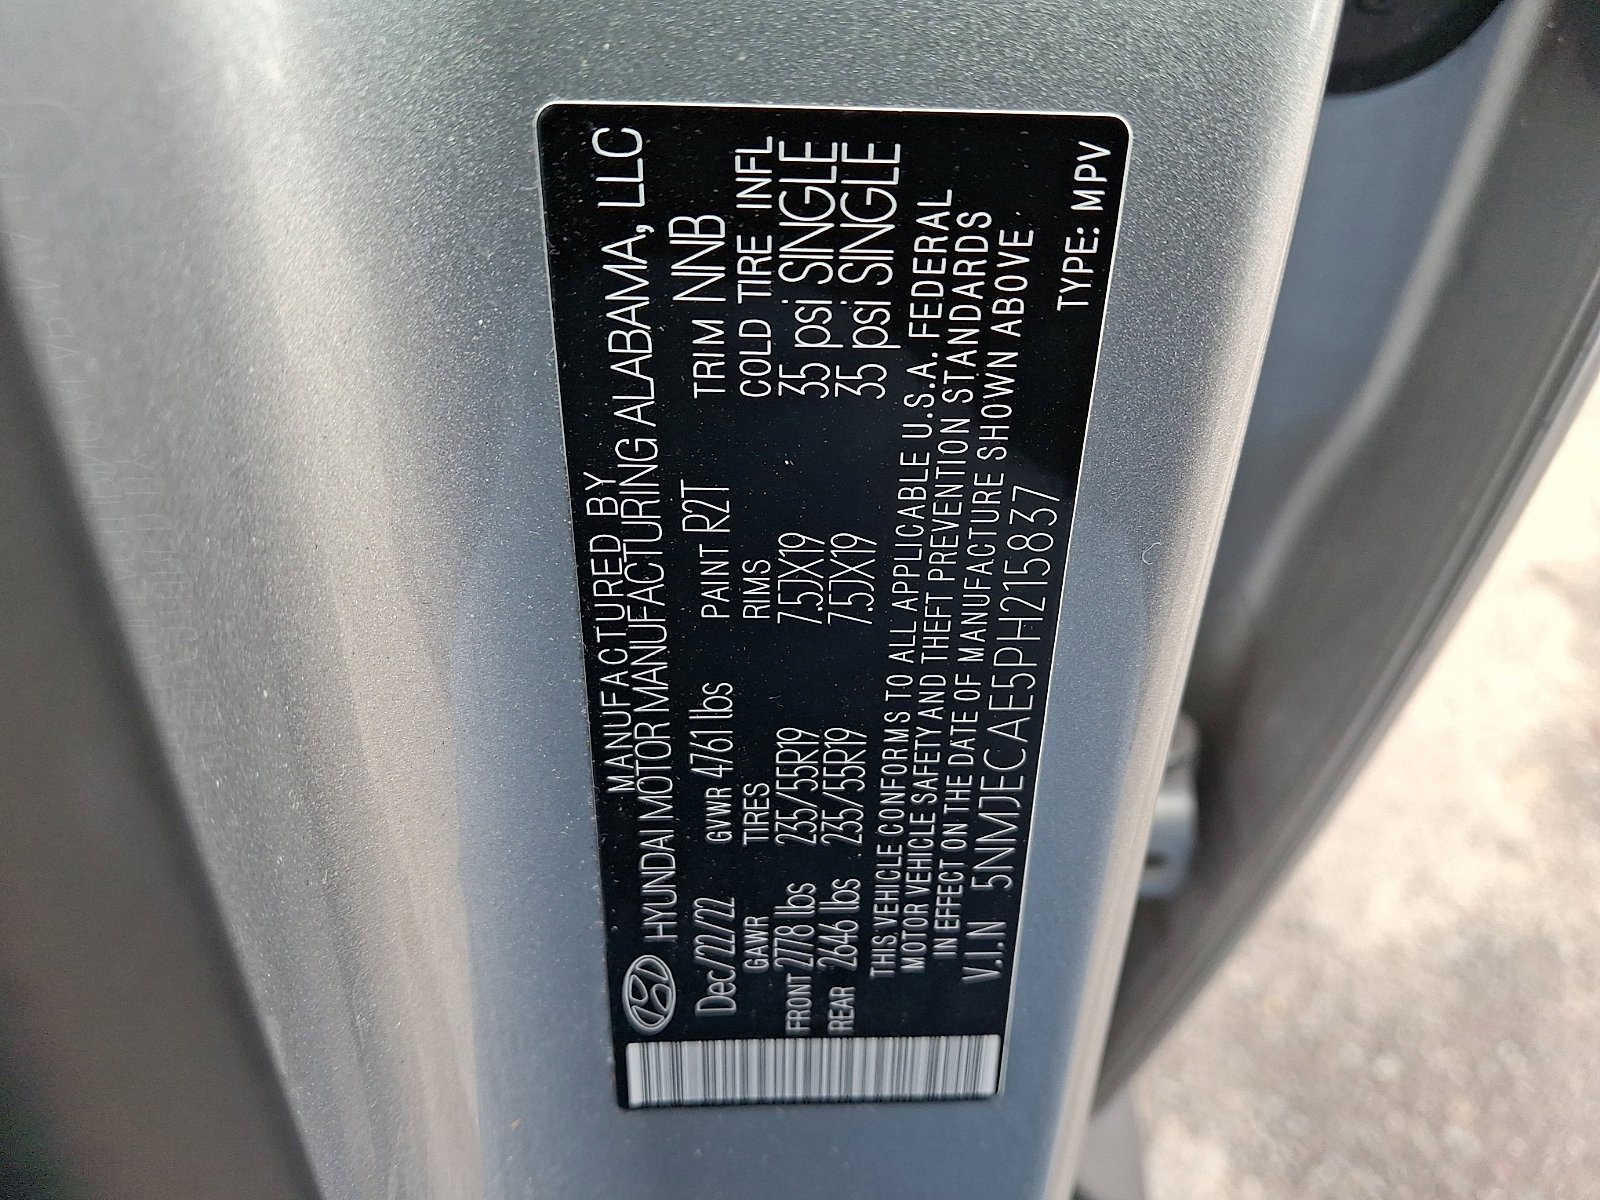 MANUFACTURED BY
HYUNDAI MOTOR MANUFACTURING ALABAMA, LLC
Dec/22/22 GVWR 4761 lbs PAINT R2T TRIM NNB
GAWR TIRES RIMS COLD TIRE INFL
FRONT 2778 lbs 235/55R19 7.5JX19 35 psi SINGLE
REAR 2646 lbs 235/55R19 7.5JX19 35 psi SINGLE
THIS VEHICLE CONFORMS TO ALL APPLICABLE U.S.A. FEDERAL
MOTOR VEHICLE SAFETY AND THEFT PREVENTION STANDARDS
IN EFFECT ON THE DATE OF MANUFACTURE SHOWN ABOVE.
V.I.N 5NMJECAE5PH215837
TYPE: MPV